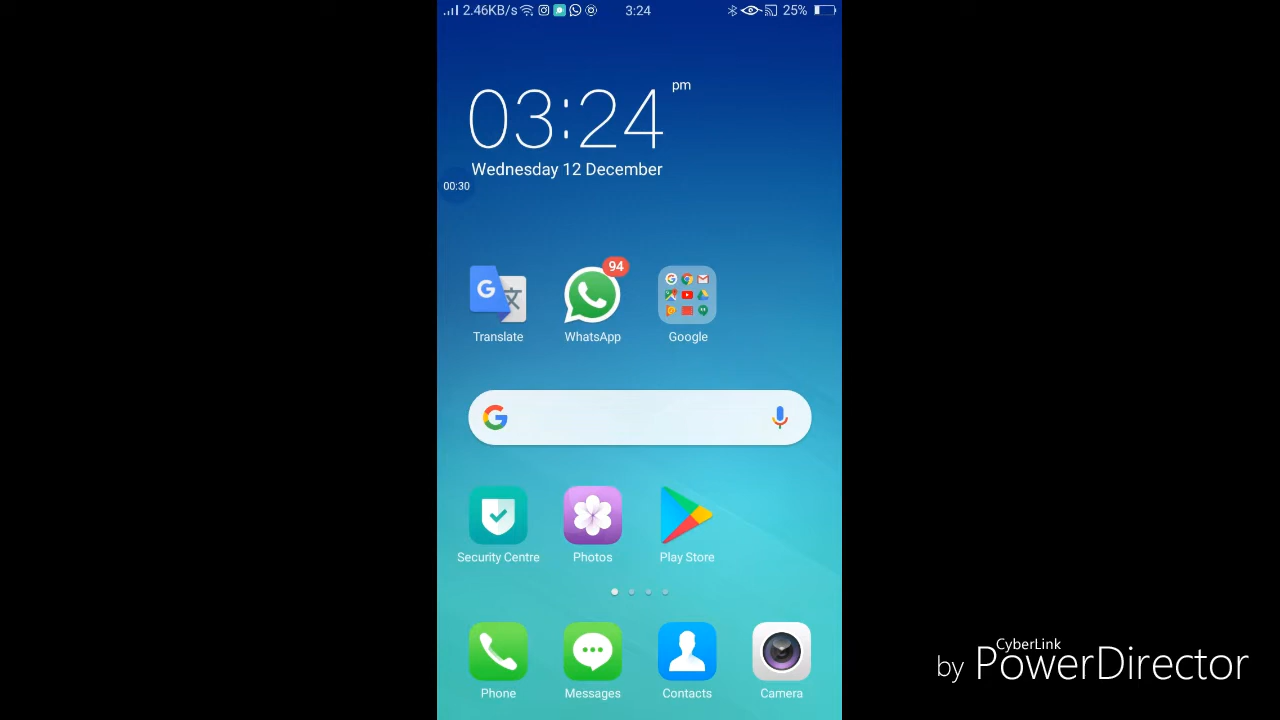 2.46KB/s 3:24 25%
03:24 pm
Wednesday 12 December
00:30
94
Translate WhatsApp Google
Security Centre Photos Play Store
Phone Messages Contacts Camera
CyberLink
by PowerDirector